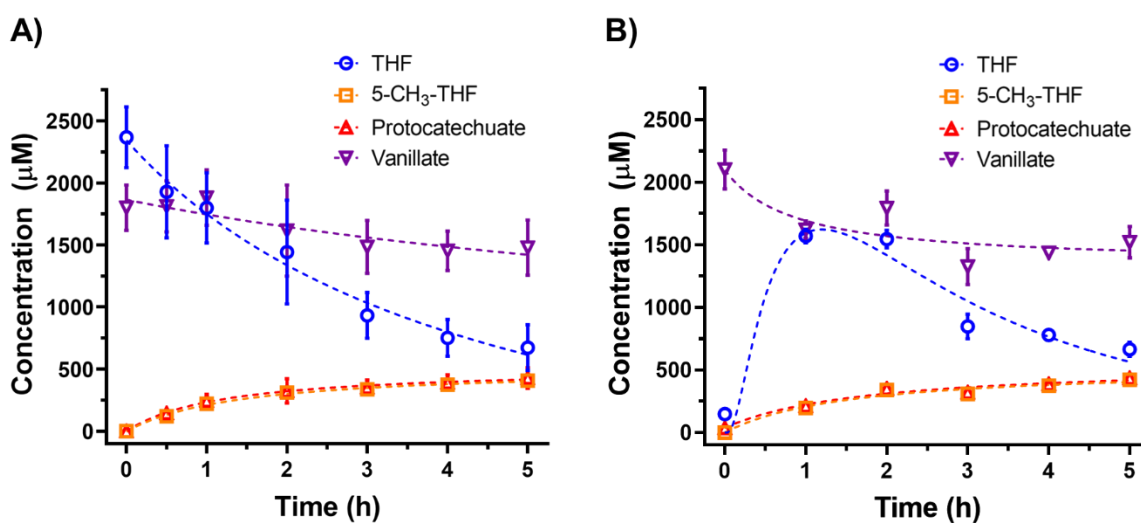 A)
THF
5-CH₃-THF
Protocatechuate
Vanillate
Concentration (μM)
2500
2000
1500
1000
500
0
0 1 2 3 4 5
Time (h)
B)
THF
5-CH₃-THF
Protocatechuate
Vanillate
Concentration (μM)
2500
2000
1500
1000
500
0
0 1 2 3 4 5
Time (h)